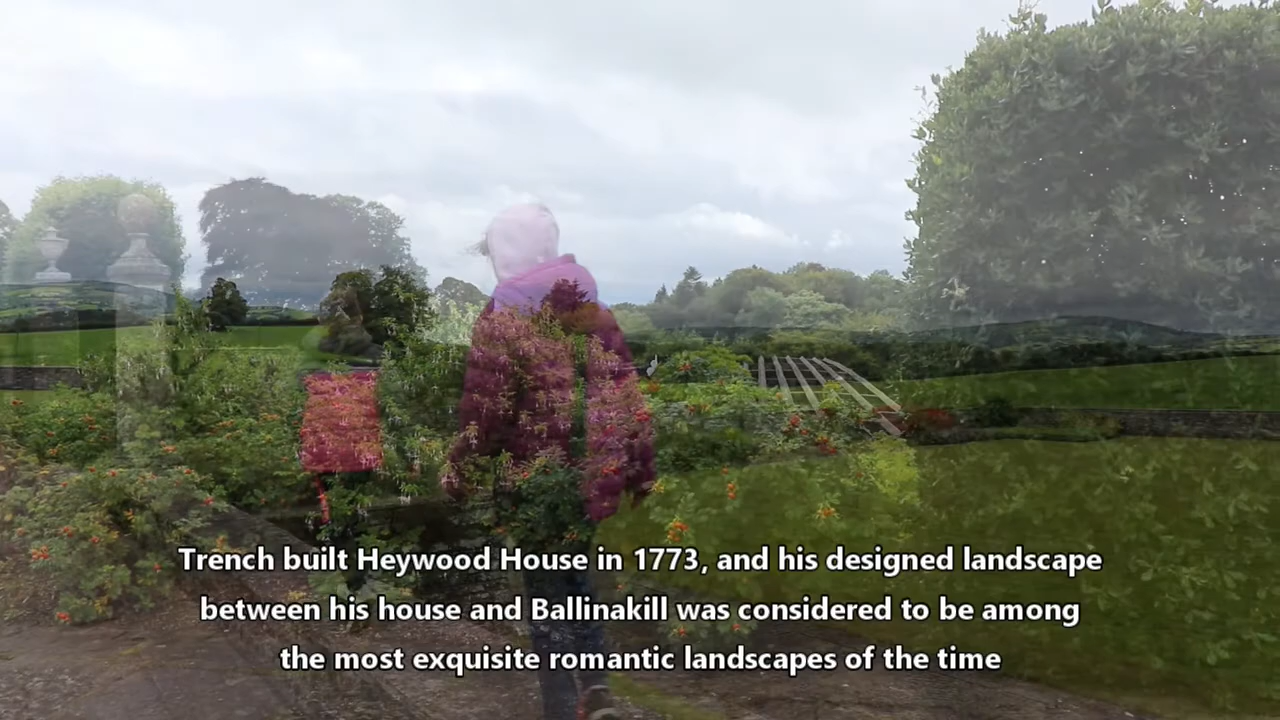 Trench built Heywood House in 1773, and his designed landscape
between his house and Ballinakill was considered to be among
the most exquisite romantic landscapes of the time